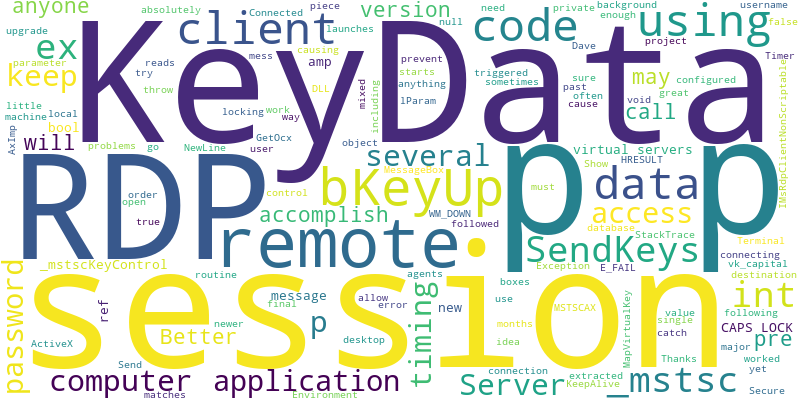 anyone
piece
absolutely
Connected
need
private
background
username
upgrade
launches
client
version
enough
null
code
using
false
parameter
reads
mess
amp
prevent
Dave
project
Timer
ex
try
causing
starts
triggered
configured
keep
throw
DLL
anything
sometimes
may
sure
past
great
KeyData
little
locking
including
mixed
lParam
often
cause
void
call
machine
local
work
bool
AxImp
problems
go
GetOcx
way
object
virtual servers
IMsRdpClientNonScriptable
will
NewLine
user
several
HRESULT
Show
must
RDP
order
control
MessageBox
data
open
true
bKeyUp
pp
accomplish
WM_DOWN
access
database
ref
remote
followed
StackTrace
Terminal
_mstscKeyControl
SendKeys
connecting
Exception
E_FAIL
vk_capital
password
routine
agents
boxes
destination
session
final
message
allow
new
use
MSTSCAX
int
newer
timing
months
MapVirtualKey
value
following
Better
p
error
idea
single
CAPS LOCK
ActiveX
desktop
major
worked
catch
pre
Send
connection
extracted
Thanks
yet
computer
application
Server
KeepAlive
_mstsc
matches
Environment
Secure